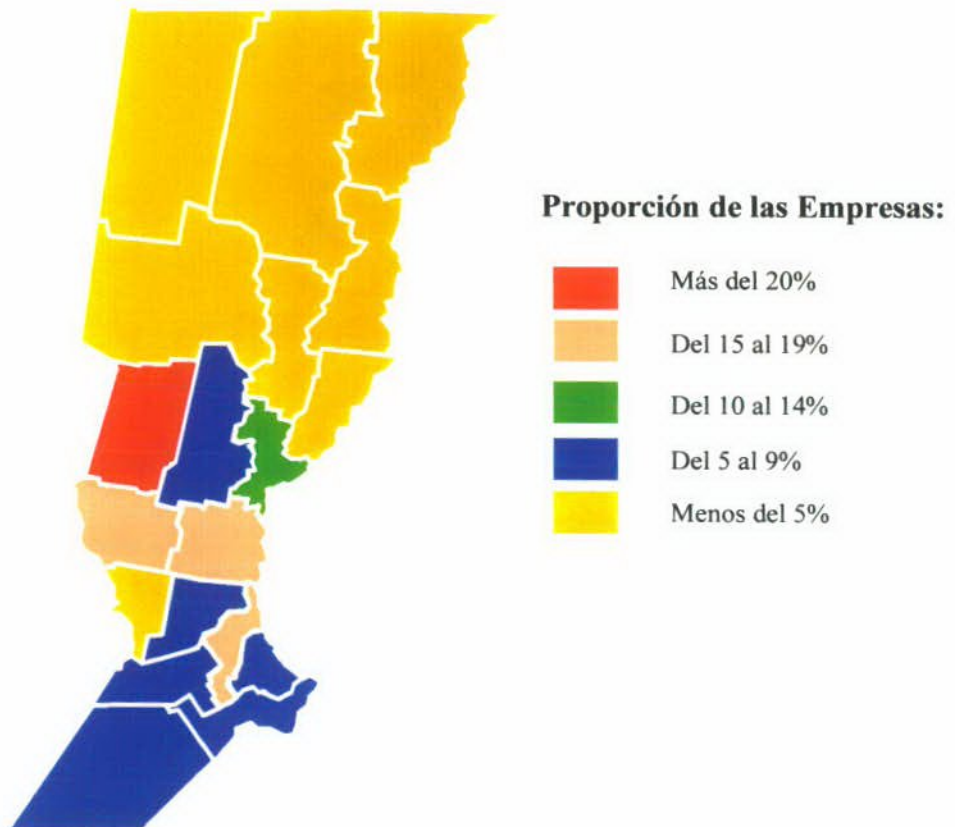 Proporción de las Empresas:
Más del 20%
Del 15 al 19%
Del 10 al 14%
Del 5 al 9%
Menos del 5%